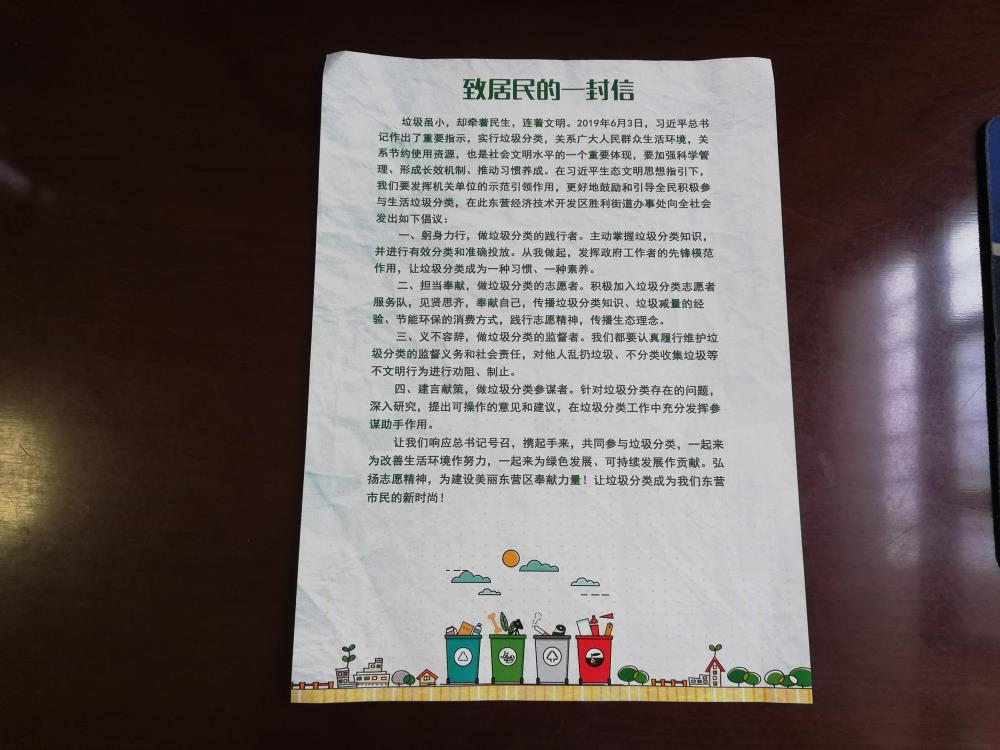 致居民的一封信
垃圾虽小，却牵着民生，连着文明。2019年6月3日，习近平总书
记作出了重要指示，实行垃圾分类，关系广大人民群众生活环境，关
系节约使用资源，也是社会文明水平的一个重要体现，要加强科学管
理、形成长效机制、推动习惯养成。在习近平生态文明思想指引下，
我们要发挥机关单位的示范引领作用，更好地鼓励和引导全民积极参
与生活垃圾分类，在此东营经济技术开发区胜利街道办事处向全社会
发出如下倡议：
一、躬身力行，做垃圾分类的践行者。主动掌握垃圾分类知识，
并进行有效分类和准确投放。从我做起，发挥政府工作者的先锋模范
作用，让垃圾分类成为一种习惯、一种素养。
二、担当奉献，做垃圾分类的志愿者。积极加入垃圾分类志愿者
服务队，见贤思齐，奉献自己，传播垃圾分类知识、垃圾减量的经
验、节能环保的消费方式，践行志愿精神，传播生态理念。
三、义不容辞，做垃圾分类的监督者。我们都要认真履行维护垃
圾分类的监督义务和社会责任，对他人乱扔垃圾、不分类收集垃圾等
不文明行为进行劝阻、制止。
四、建言献策，做垃圾分类参谋者。针对垃圾分类存在的问题，
深入研究，提出可操作的意见和建议，在垃圾分类工作中充分发挥参
谋助手作用。
让我们响应总书记号召，携起手来，共同参与垃圾分类，一起来
为改善生活环境作努力，一起来为绿色发展、可持续发展作贡献。弘
扬志愿精神，为建设美丽东营区奉献力量！让垃圾分类成为我们东营
市民的新时尚！